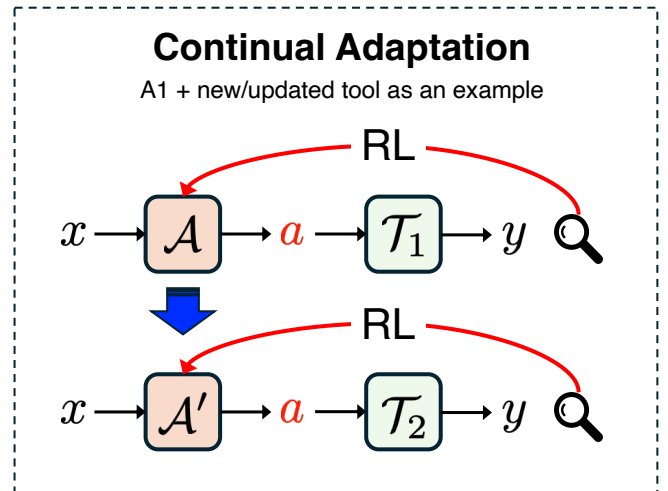 Continual Adaptation
A1 + new/updated tool as an example
RL
x 𝒜 a 𝒯₁ y
RL
x 𝒜′ a 𝒯₂ y